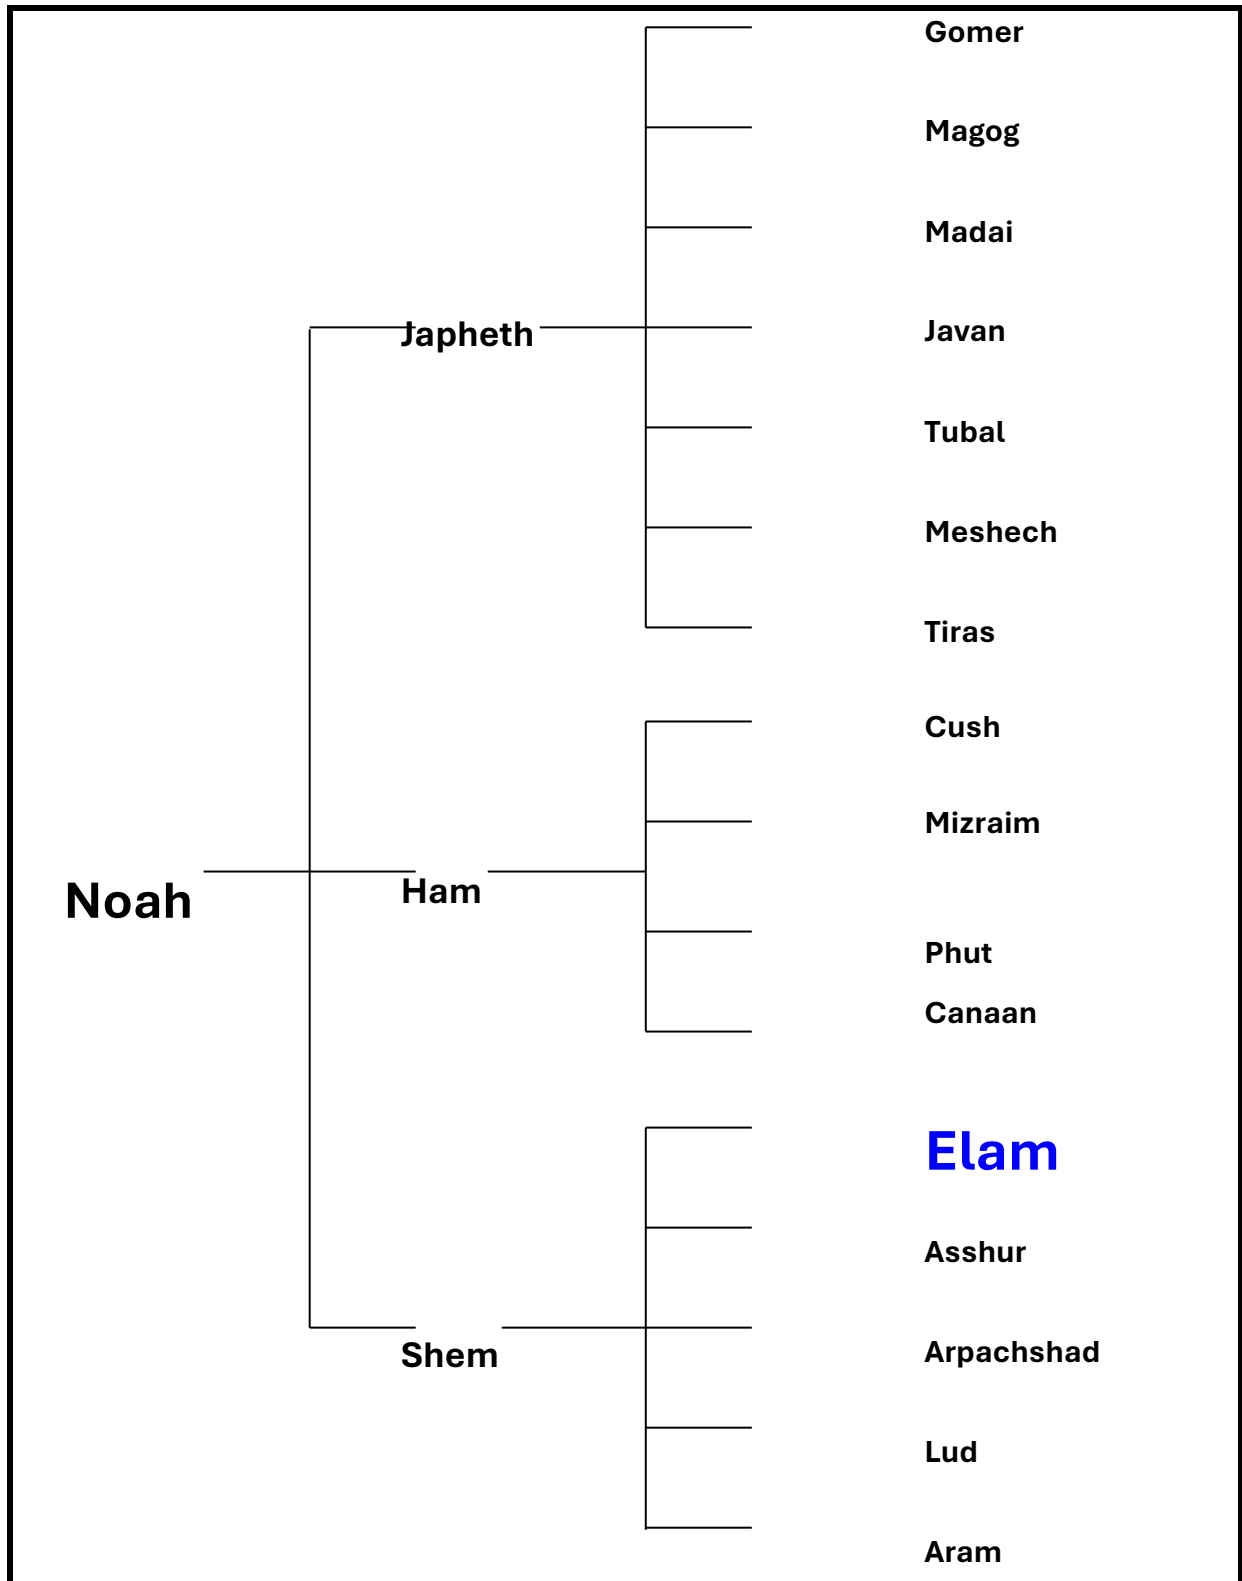 Gomer
Magog
Madai
Japheth
Javan
Tubal
Meshech
Tiras
Cush
Mizraim
Noah
Ham
Phut
Canaan
Elam
Asshur
Shem
Arpachshad
Lud
Aram